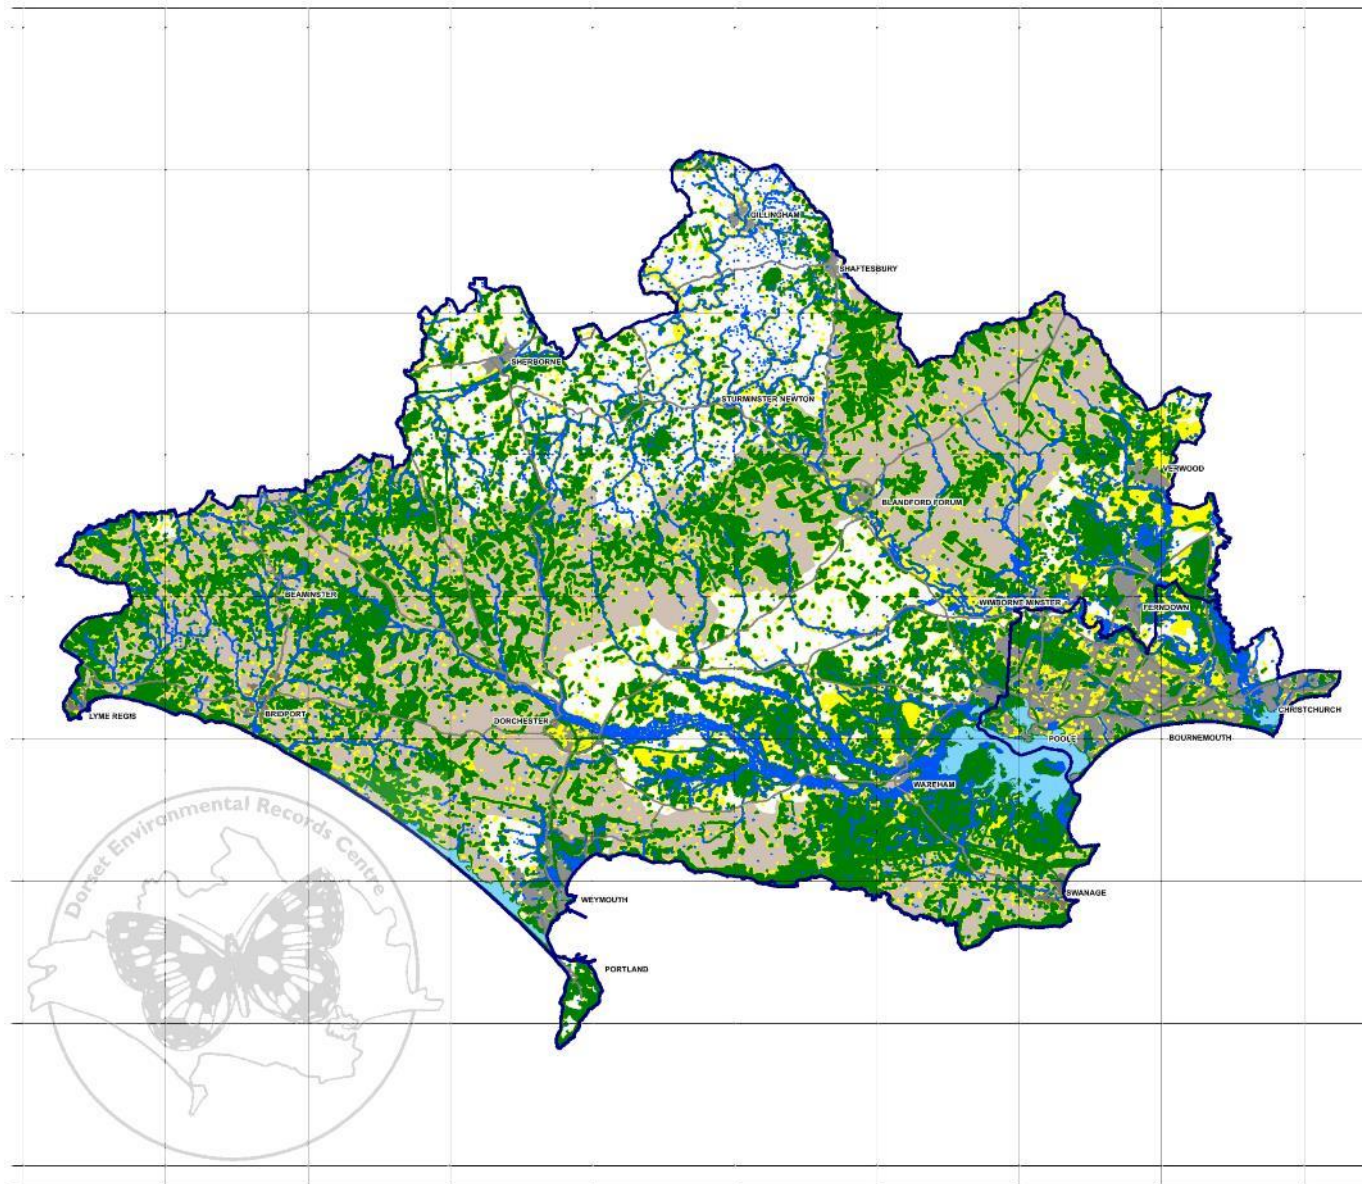 GILLINGHAM
SHAFTESBURY
SHERBORNE
STURMINSTER NEWTON
VERWOOD
BLANDFORD FORUM
BEAMINSTER
WIMBORNE MINSTER
FERNDOWN
LYME REGIS
BRIDPORT
DORCHESTER
CHRISTCHURCH
POOLE
BOURNEMOUTH
WAREHAM
SWANAGE
WEYMOUTH
PORTLAND
Dorset Environmental Records Centre